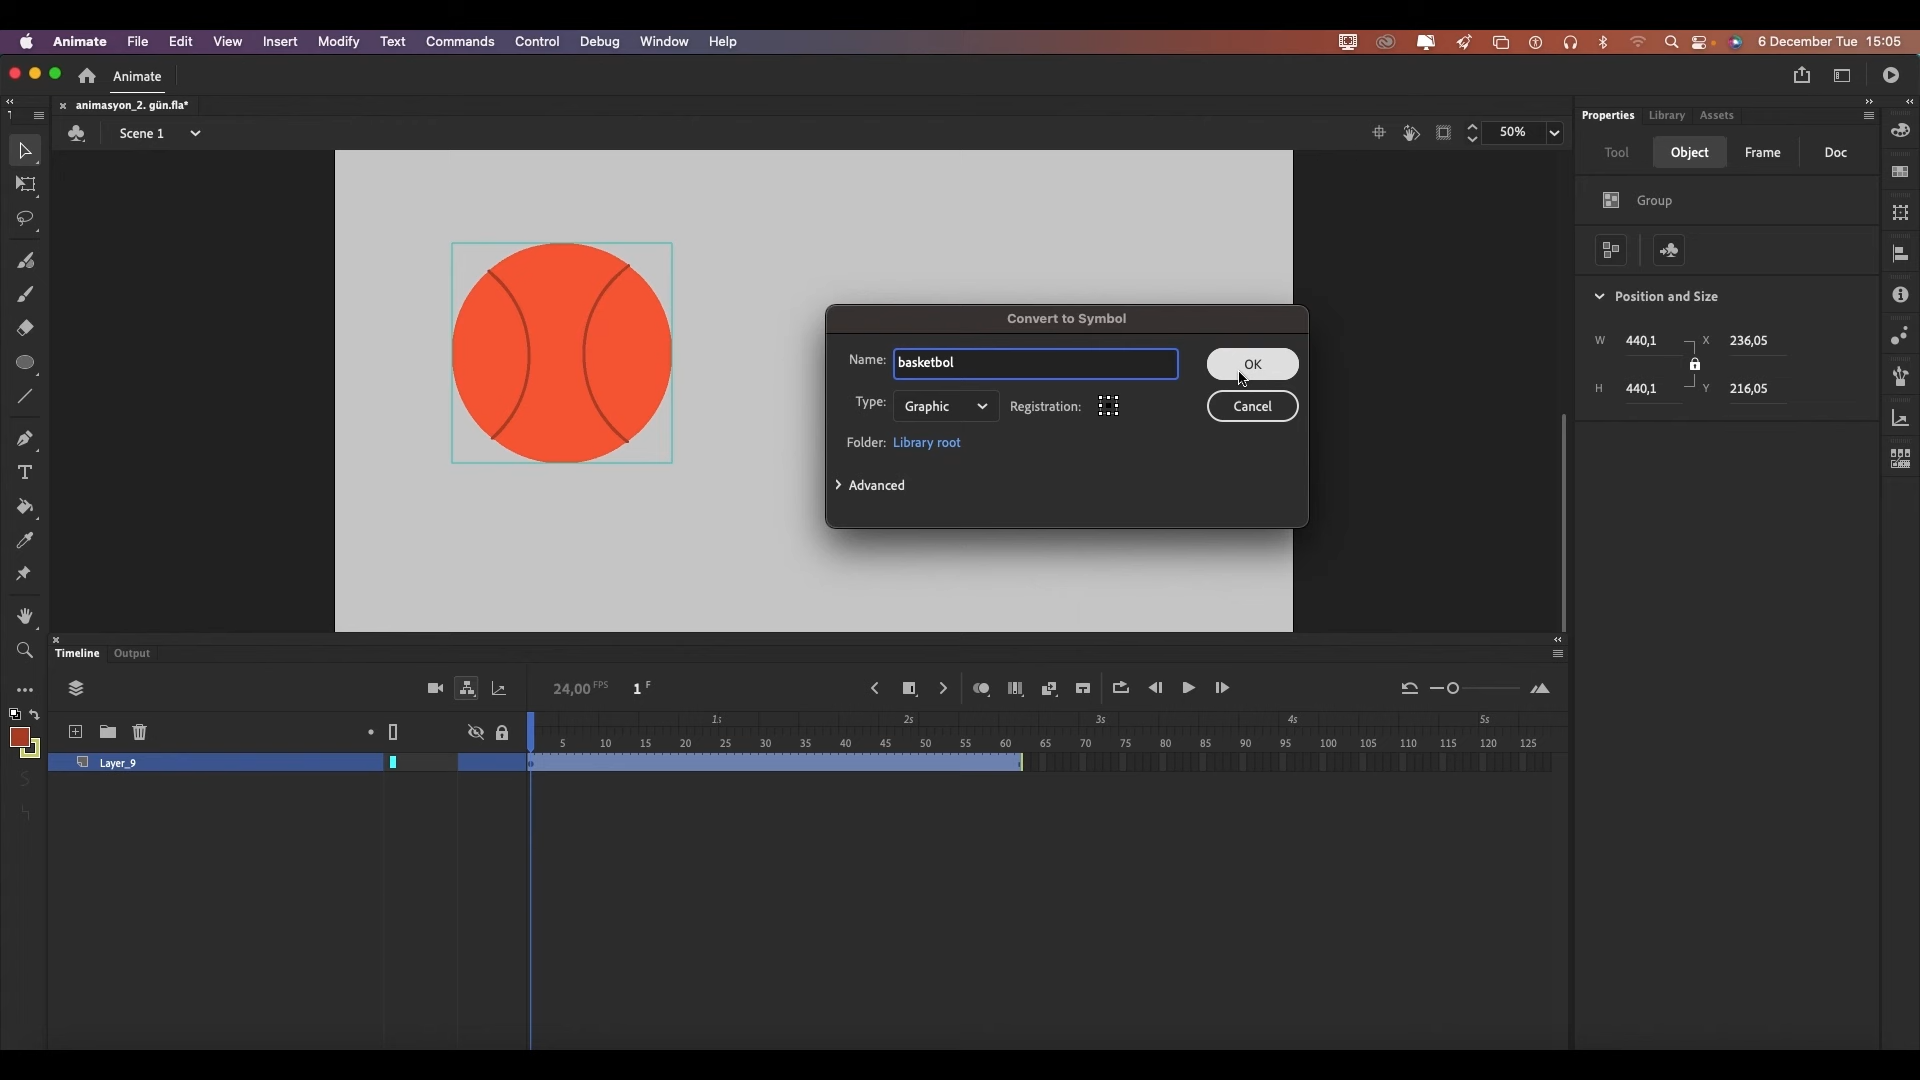 Animate File Edit View Insert Modify Text Commands Control Debug Window Help 6 December Tue 15:05
Animate
animasyon_2. gün.fla*
Scene 1 50%
Properties Library Assets
Tool Object Frame Doc
Group
Position and Size
W 440,1 X 236,05
H 440,1 Y 216,05
Convert to Symbol
Name: basketbol OK
Type: Graphic Registration: Cancel
Folder: Library root
Advanced
Timeline Output
24,00 FPS 1 F
1s 2s 3s 4s 5s
5 10 15 20 25 30 35 40 45 50 55 60 65 70 75 80 85 90 95 100 105 110 115 120 125
Layer_9